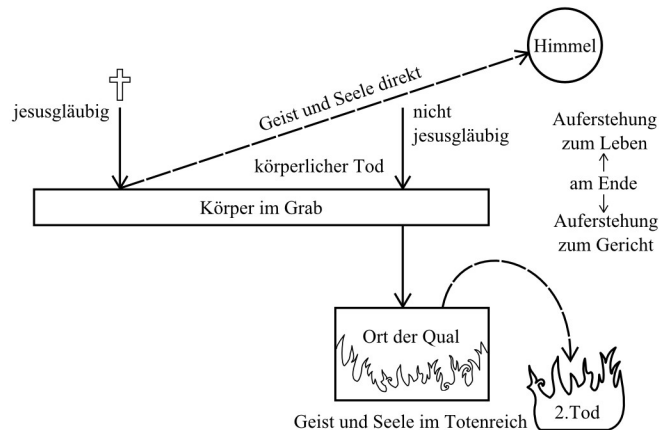 Himmel
Geist und Seele direkt
jesusgläubig
nicht
jesusgläubig
Auferstehung
zum Leben
am Ende
Auferstehung
zum Gericht
körperlicher Tod
Körper im Grab
Ort der Qual
2.Tod
Geist und Seele im Totenreich